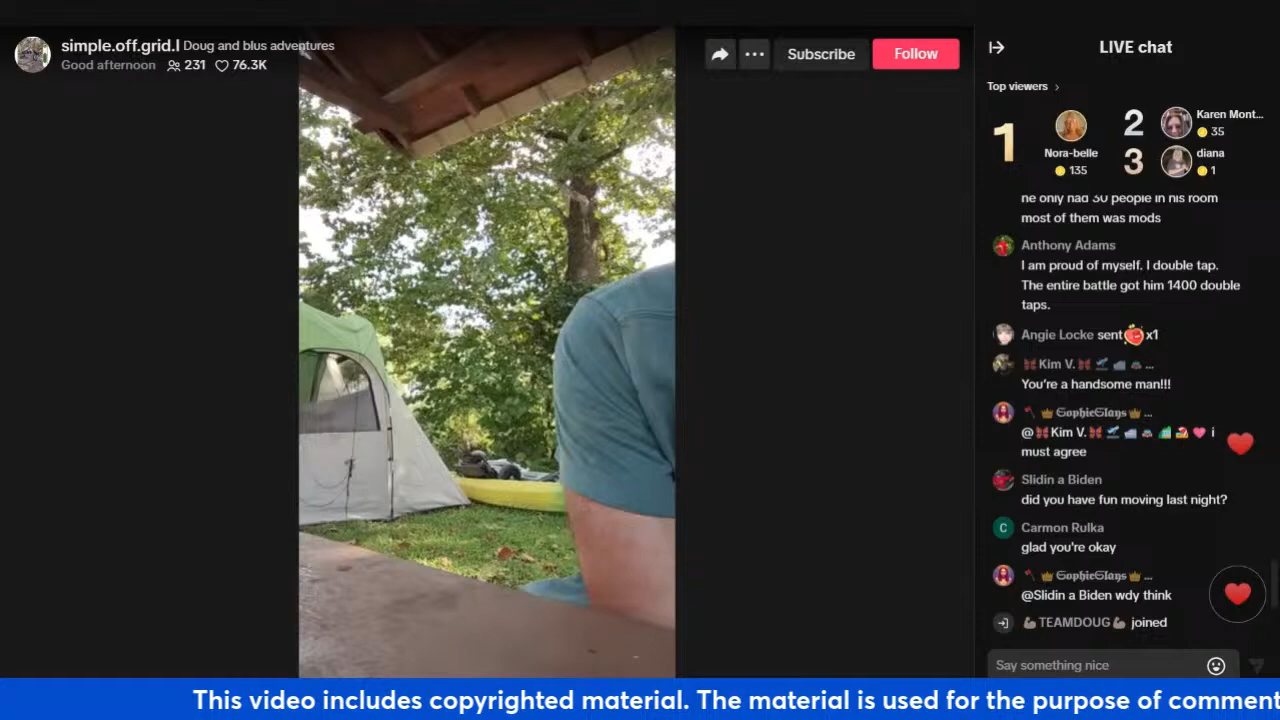 simple.off.grid.l Doug and blus adventures
Good afternoon 231 76.3K
Subscribe
Follow
LIVE chat
Top viewers
1
Nora-belle
135
2
Karen Mont...
35
3
diana
1
he only had 30 people in his room
most of them was mods
Anthony Adams
I am proud of myself. I double tap.
The entire battle got him 1400 double
taps.
Angie Locke sent x1
Kim V. ...
You're a handsome man!!!
SophieSlays ...
@ Kim V. i
must agree
Slidin a Biden
did you have fun moving last night?
C Carmon Rulka
glad you're okay
SophieSlays ...
@Slidin a Biden wdy think
TEAMDOUG joined
Say something nice
This video includes copyrighted material. The material is used for the purpose of comment